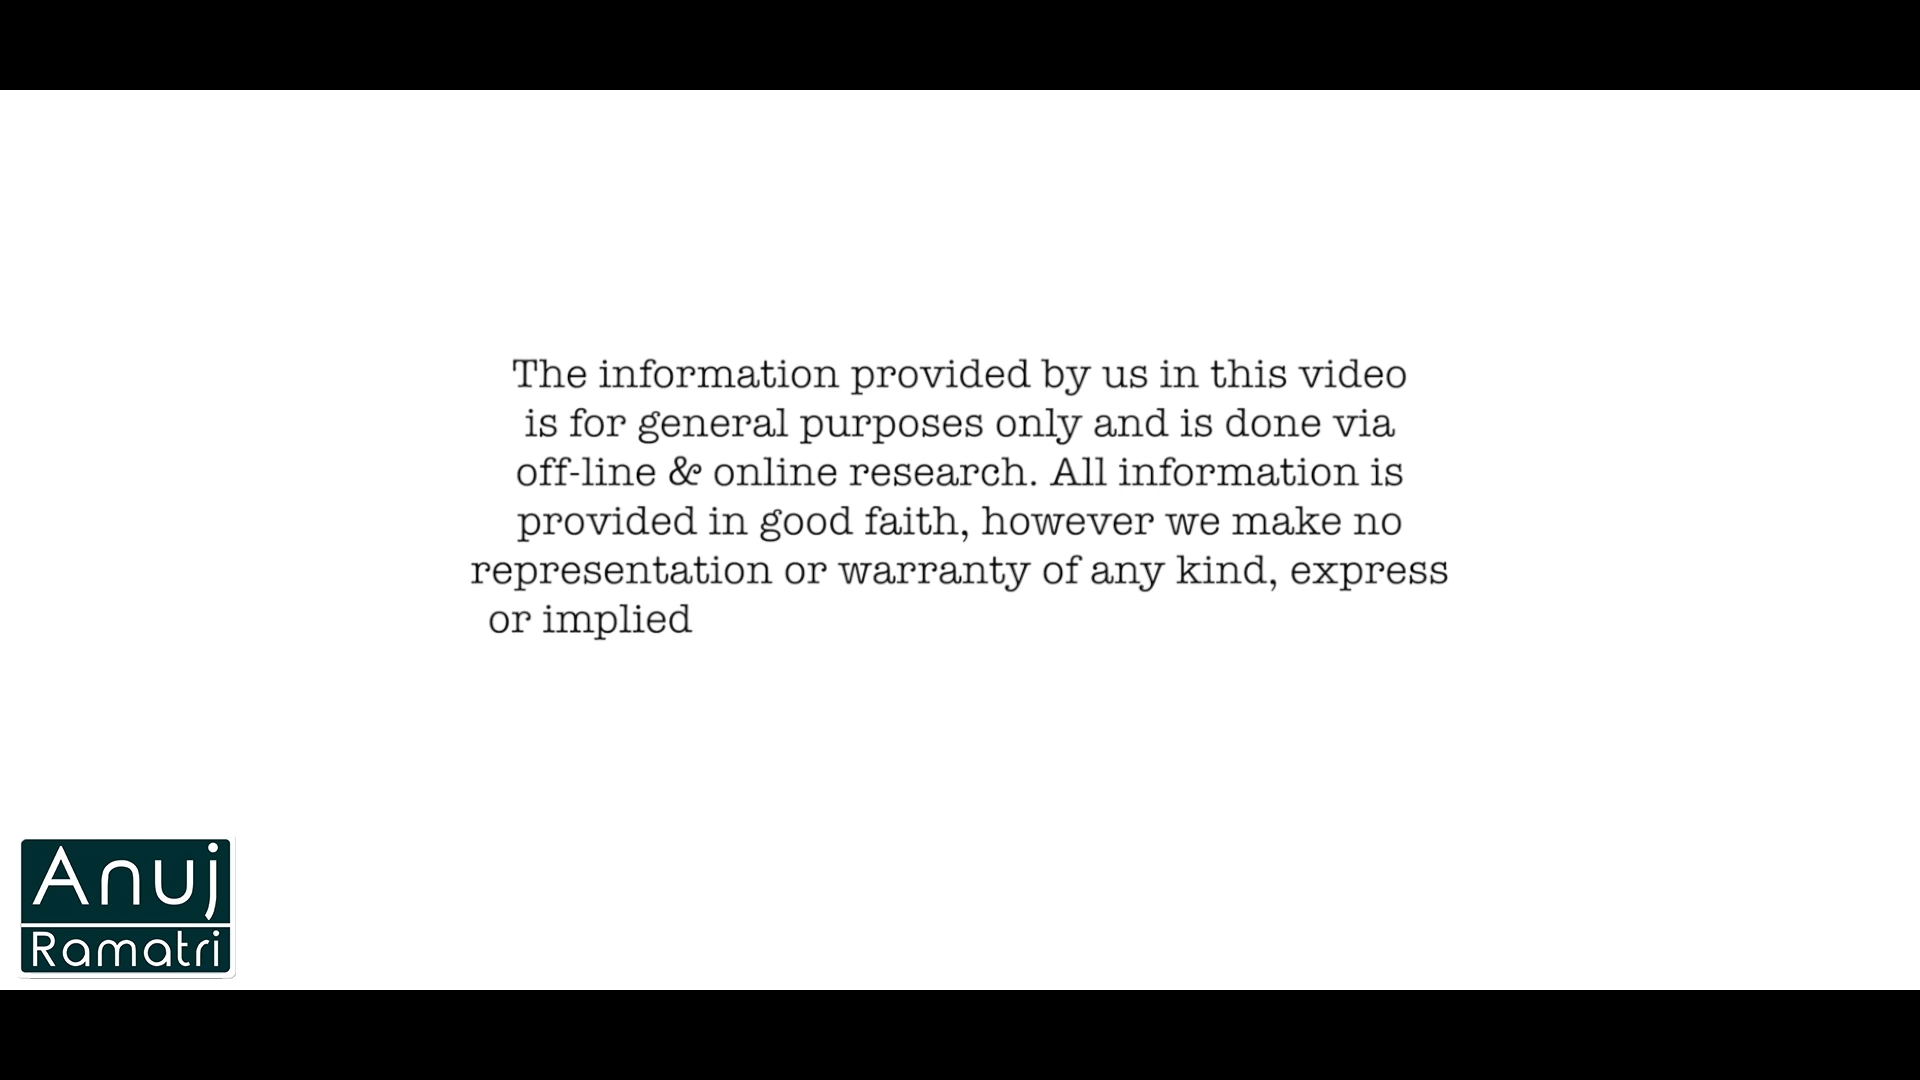 The information provided by us in this video
is for general purposes only and is done via
off-line & online research. All information is
provided in good faith, however we make no
representation or warranty of any kind, express
or implied
Anuj
Ramatri